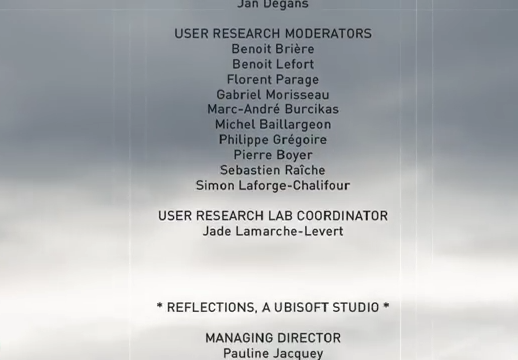 Jan Degans
USER RESEARCH MODERATORS
Benoit Brière
Benoit Lefort
Florent Parage
Gabriel Morisseau
Marc-André Burcikas
Michel Baillargeon
Philippe Grégoire
Pierre Boyer
Sebastien Raîche
Simon Laforge-Chalifour
USER RESEARCH LAB COORDINATOR
Jade Lamarche-Levert
* REFLECTIONS, A UBISOFT STUDIO *
MANAGING DIRECTOR
Pauline Jacquey